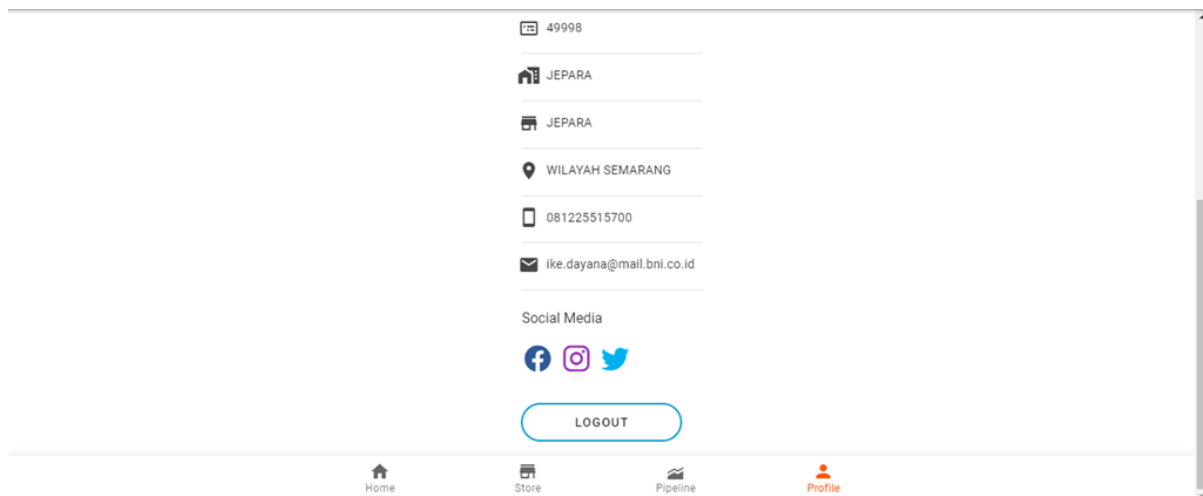 49998
JEPARA
JEPARA
WILAYAH SEMARANG
081225515700
ike.dayana@mail.bni.co.id
Social Media
LOGOUT
Home Store Pipeline Profile